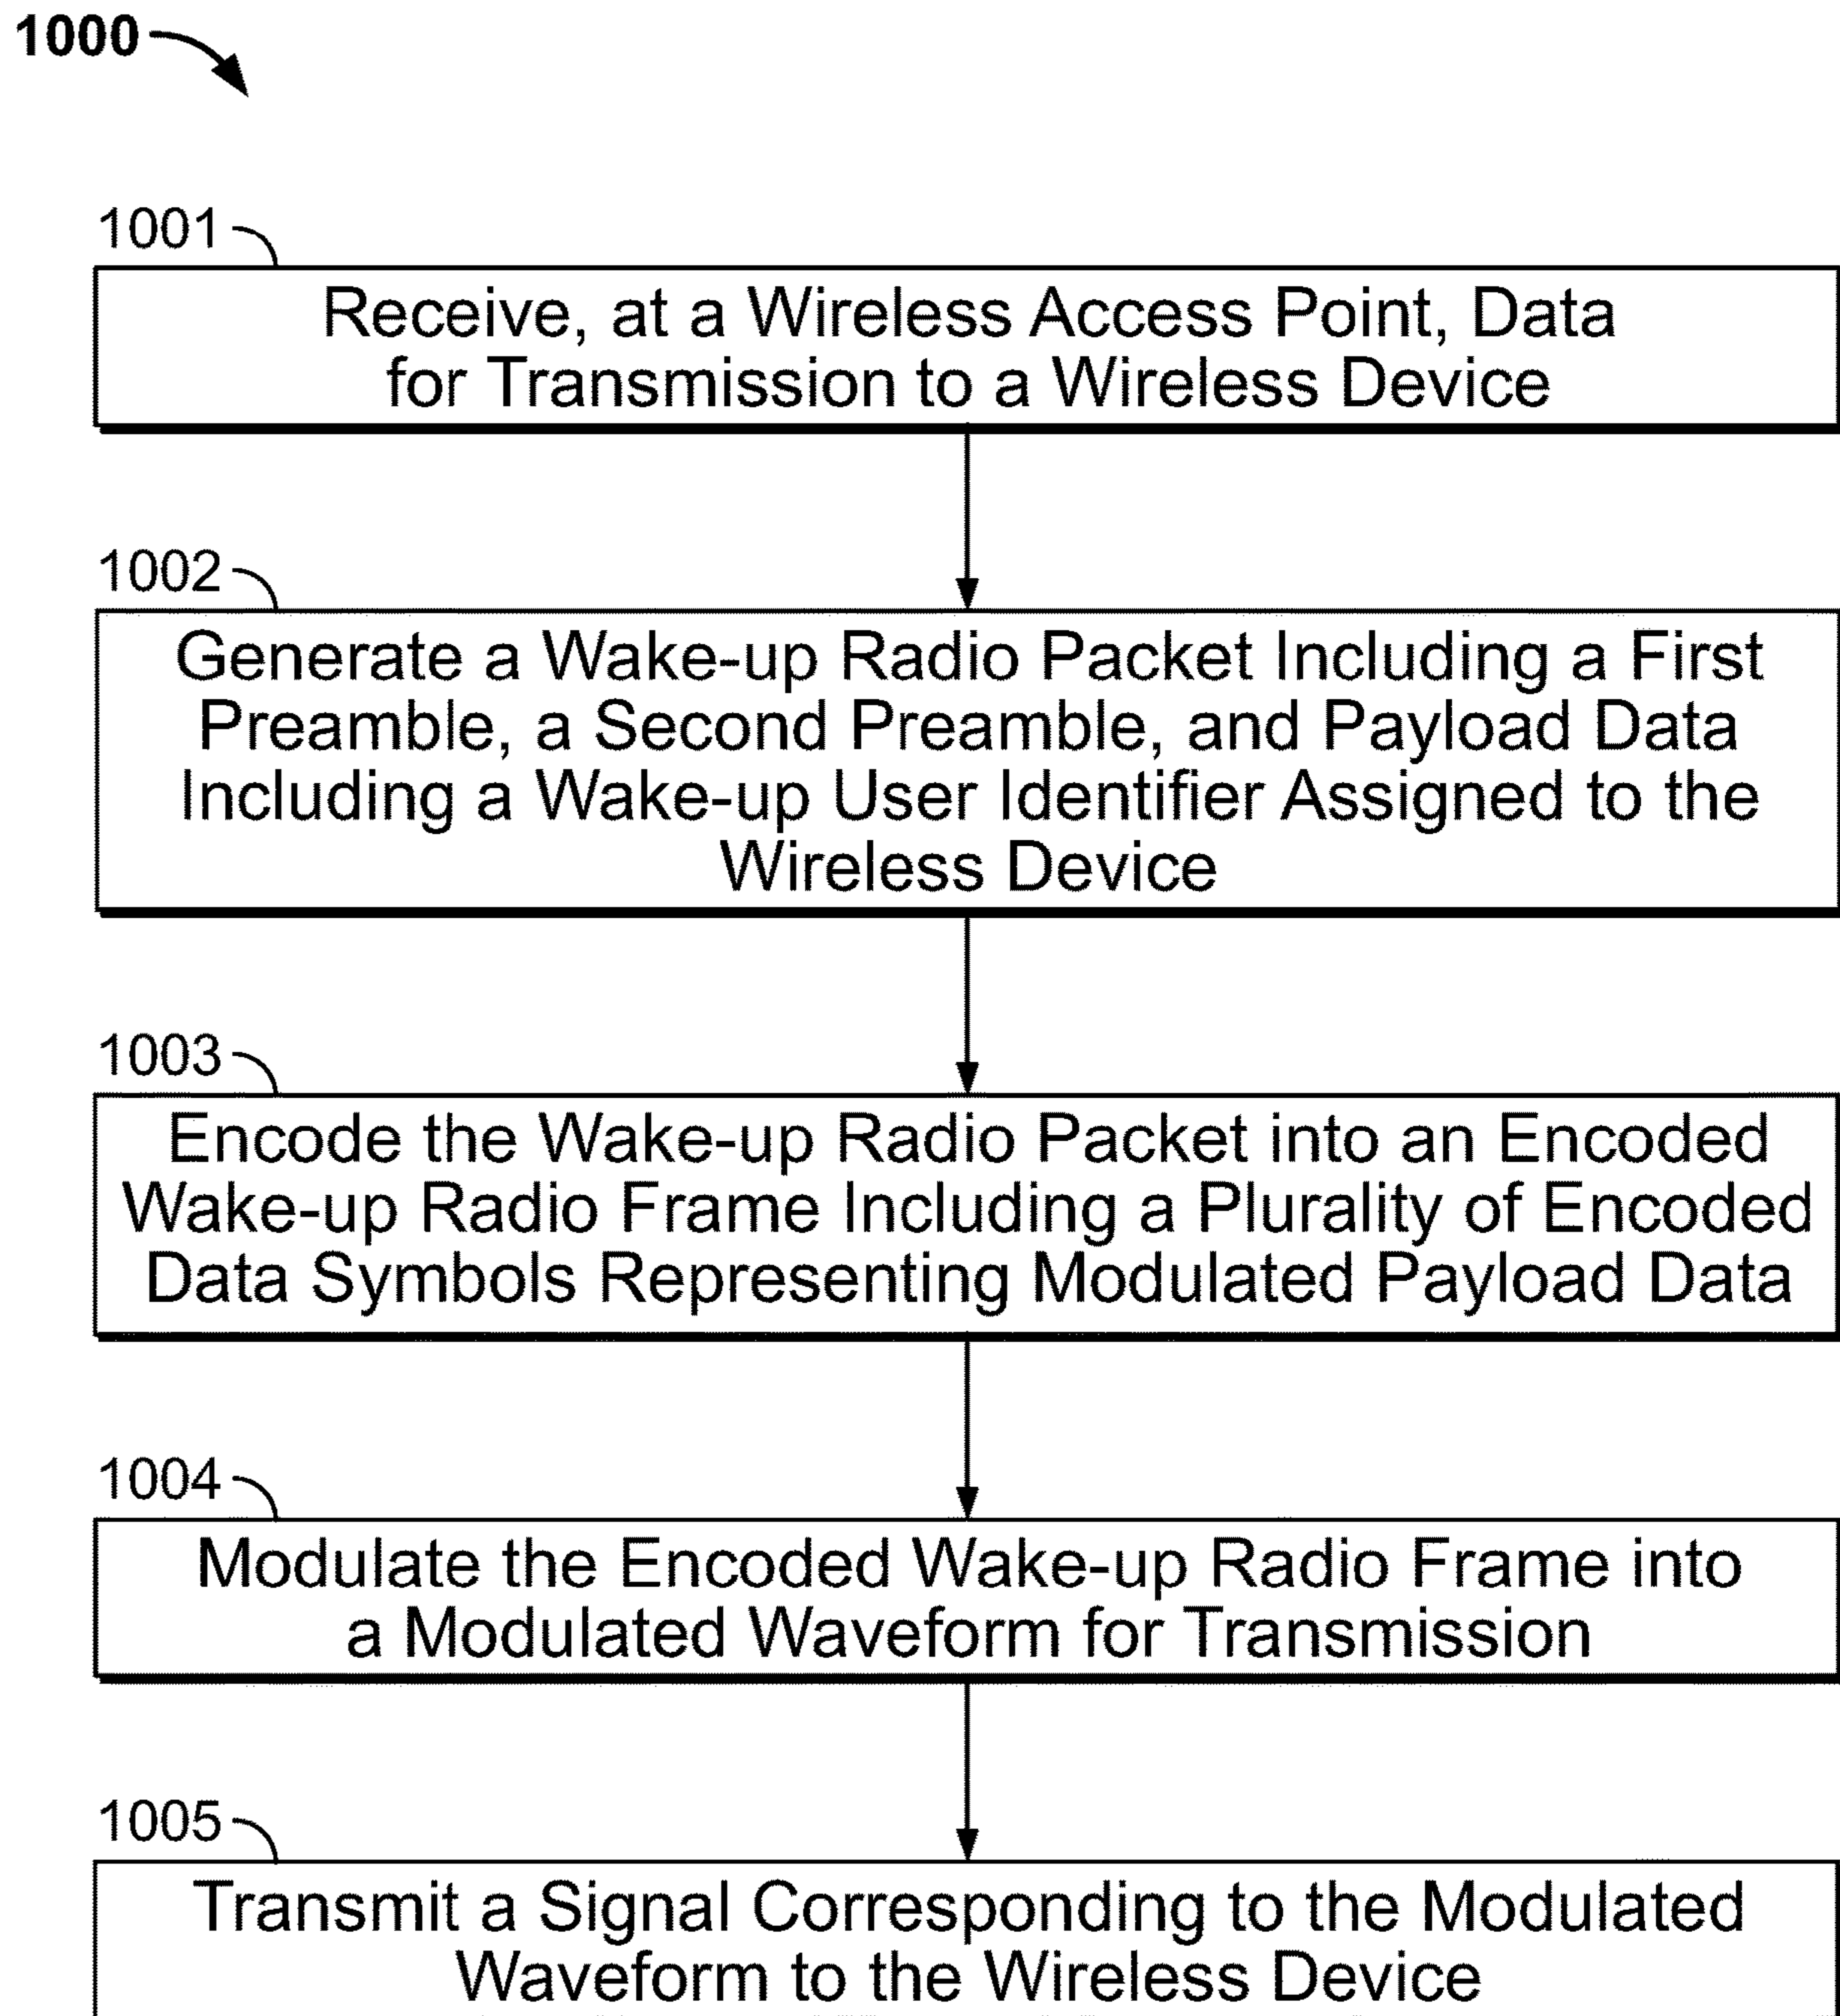 1000
1001
Receive, at a Wireless Access Point, Data
for Transmission to a Wireless Device
1002
Generate a Wake-up Radio Packet Including a First
Preamble, a Second Preamble, and Payload Data
Including a Wake-up User Identifier Assigned to the
Wireless Device
1003
Encode the Wake-up Radio Packet into an Encoded
Wake-up Radio Frame Including a Plurality of Encoded
Data Symbols Representing Modulated Payload Data
1004
Modulate the Encoded Wake-up Radio Frame into
a Modulated Waveform for Transmission
1005
Transmit a Signal Corresponding to the Modulated
Waveform to the Wireless Device